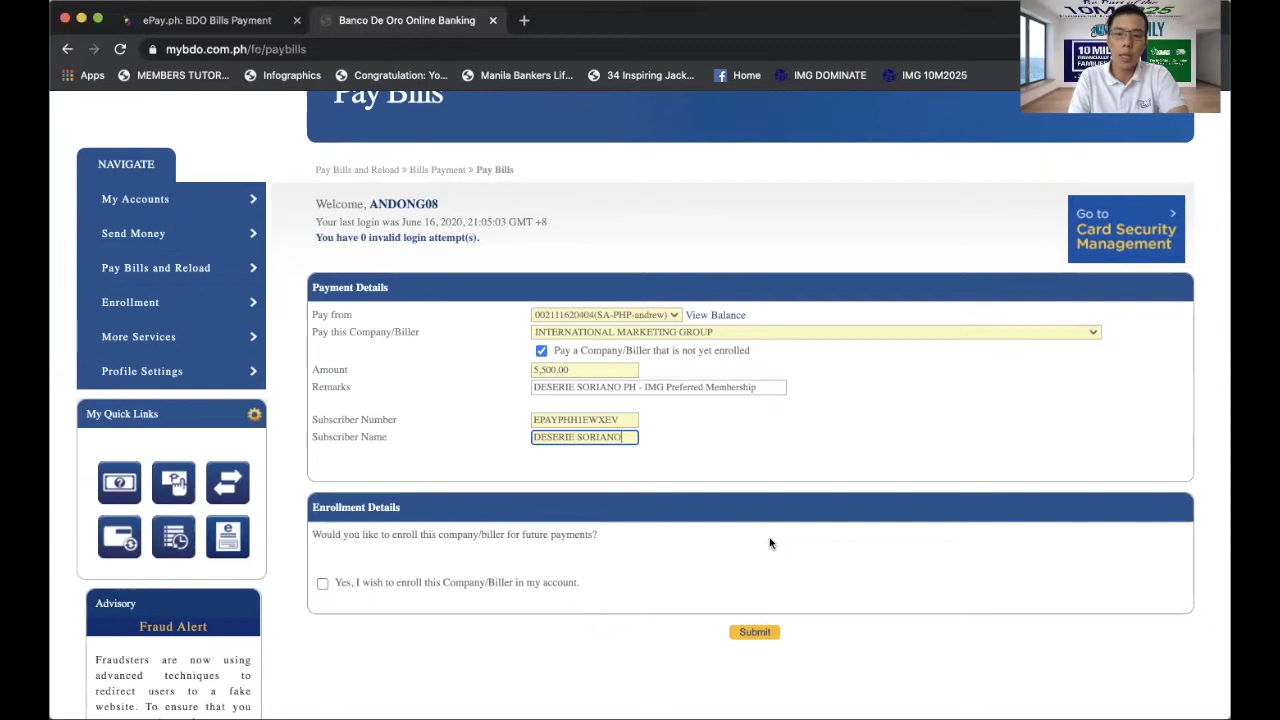 ePay.ph: BDO Bills Payment
Banco De Oro Online Banking
mybdo.com.ph/fo/paybills
Apps
MEMBERS TUTOR...
Infographics
Congratulation: Yo...
Manila Bankers Lif...
34 Inspiring Jack...
Home
IMG DOMINATE
IMG 10M2025
10 MIL
Pay Bills
NAVIGATE
My Accounts
Send Money
Pay Bills and Reload
Enrollment
More Services
Profile Settings
My Quick Links
Advisory
Fraud Alert
Fraudsters are now using
advanced techniques to
redirect users to a fake
website. To ensure that you
Pay Bills and Reload » Bills Payment » Pay Bills
Welcome, ANDONG08
Your last login was June 16, 2020, 21:05:03 GMT +8
You have 0 invalid login attempt(s).
Go to
Card Security
Management
Payment Details
Pay from 002111620404(SA-PHP-andrew) View Balance
Pay this Company/Biller INTERNATIONAL MARKETING GROUP
Pay a Company/Biller that is not yet enrolled
Amount 5,500.00
Remarks DESERIE SORIANO PH - IMG Preferred Membership
Subscriber Number EPAYPHH1EWXEV
Subscriber Name DESERIE SORIANO
Enrollment Details
Would you like to enroll this company/biller for future payments?
Yes, I wish to enroll this Company/Biller in my account.
Submit